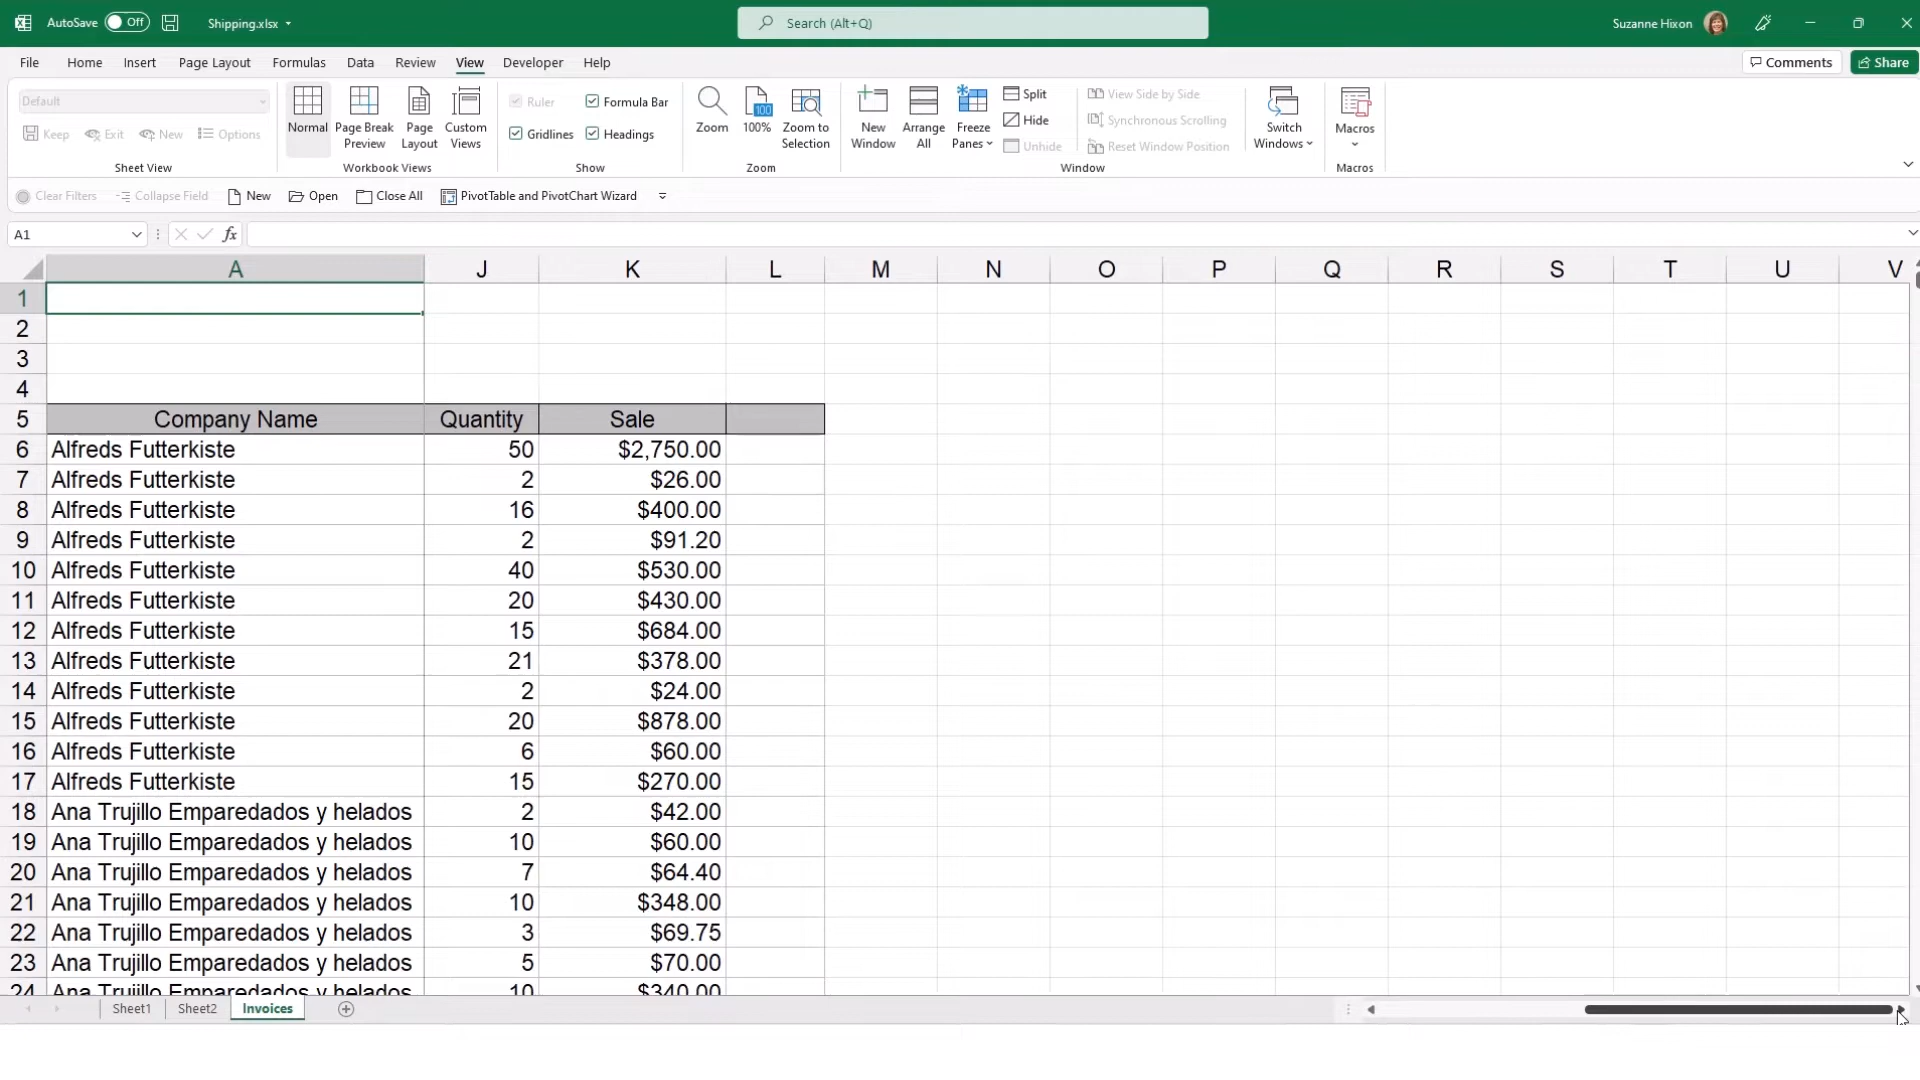 AutoSave Off Shipping.xlsx Search (Alt+Q) Suzanne Hixon
File Home Insert Page Layout Formulas Data Review View Developer Help Comments Share
Default
Keep Exit New Options
Sheet View
Normal
Page Break
Preview
Page
Layout
Custom
Views
Workbook Views
Ruler Formula Bar
Gridlines Headings
Show
Zoom
100
100%
Zoom to
Selection
Zoom
New
Window
Arrange
All
Freeze
Panes
Split
Hide
Unhide
View Side by Side
Synchronous Scrolling
Reset Window Position
Switch
Windows
Window
Macros
Macros
Clear Filters Collapse Field New Open Close All PivotTable and PivotChart Wizard
A1 fx
A J K L M N O P Q R S T U V
1
2
3
4
5 Company Name Quantity Sale
6 Alfreds Futterkiste 50 $2,750.00
7 Alfreds Futterkiste 2 $26.00
8 Alfreds Futterkiste 16 $400.00
9 Alfreds Futterkiste 2 $91.20
10 Alfreds Futterkiste 40 $530.00
11 Alfreds Futterkiste 20 $430.00
12 Alfreds Futterkiste 15 $684.00
13 Alfreds Futterkiste 21 $378.00
14 Alfreds Futterkiste 2 $24.00
15 Alfreds Futterkiste 20 $878.00
16 Alfreds Futterkiste 6 $60.00
17 Alfreds Futterkiste 15 $270.00
18 Ana Trujillo Emparedados y helados 2 $42.00
19 Ana Trujillo Emparedados y helados 10 $60.00
20 Ana Trujillo Emparedados y helados 7 $64.40
21 Ana Trujillo Emparedados y helados 10 $348.00
22 Ana Trujillo Emparedados y helados 3 $69.75
23 Ana Trujillo Emparedados y helados 5 $70.00
24 Ana Trujillo Emparedados y helados 10 $340.00
Sheet1 Sheet2 Invoices